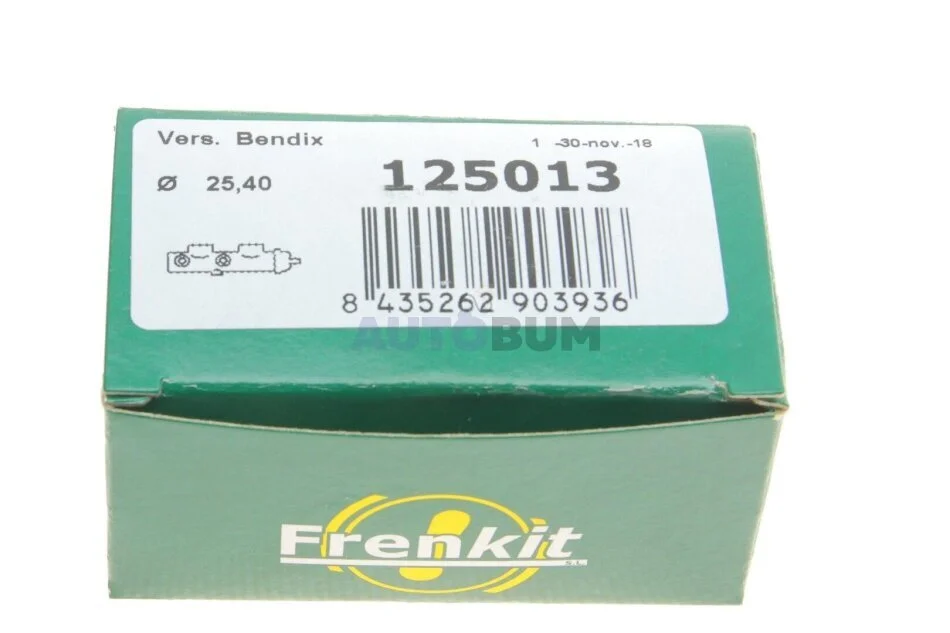 Vers. Bendix
1 -30-nov.-18
Ø 25,40
125013
8 435262 903936
AUTOBUM
Frenkit
S.L.